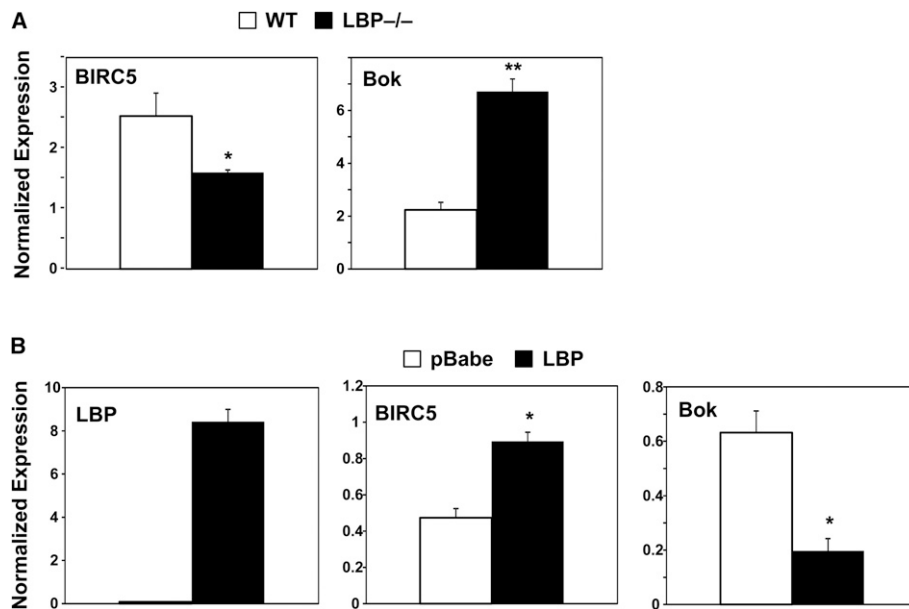 A
WT LBP–/–
Normalized Expression
BIRC5
3
2
1
0
*
Bok
6
4
2
0
**
B
pBabe LBP
Normalized Expression
LBP
10
8
6
4
2
0
BIRC5
1.2
1
0.8
0.6
0.4
0.2
0
*
Bok
0.8
0.6
0.4
0.2
0
*